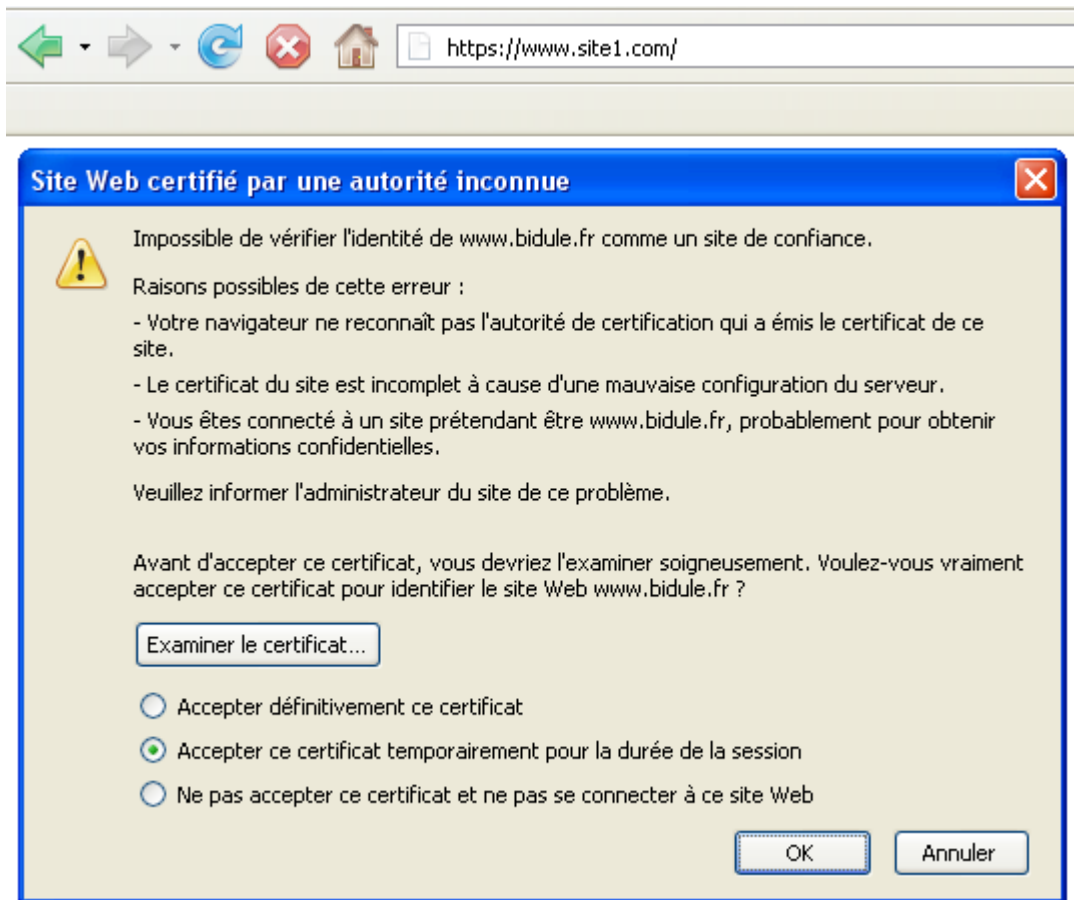 https://www.site1.com/
Site Web certifié par une autorité inconnue
Impossible de vérifier l'identité de www.bidule.fr comme un site de confiance.
Raisons possibles de cette erreur :
- Votre navigateur ne reconnaît pas l'autorité de certification qui a émis le certificat de ce
site.
- Le certificat du site est incomplet à cause d'une mauvaise configuration du serveur.
- Vous êtes connecté à un site prétendant être www.bidule.fr, probablement pour obtenir
vos informations confidentielles.
Veuillez informer l'administrateur du site de ce problème.
Avant d'accepter ce certificat, vous devriez l'examiner soigneusement. Voulez-vous vraiment
accepter ce certificat pour identifier le site Web www.bidule.fr ?
Examiner le certificat...
Accepter définitivement ce certificat
Accepter ce certificat temporairement pour la durée de la session
Ne pas accepter ce certificat et ne pas se connecter à ce site Web
OK Annuler